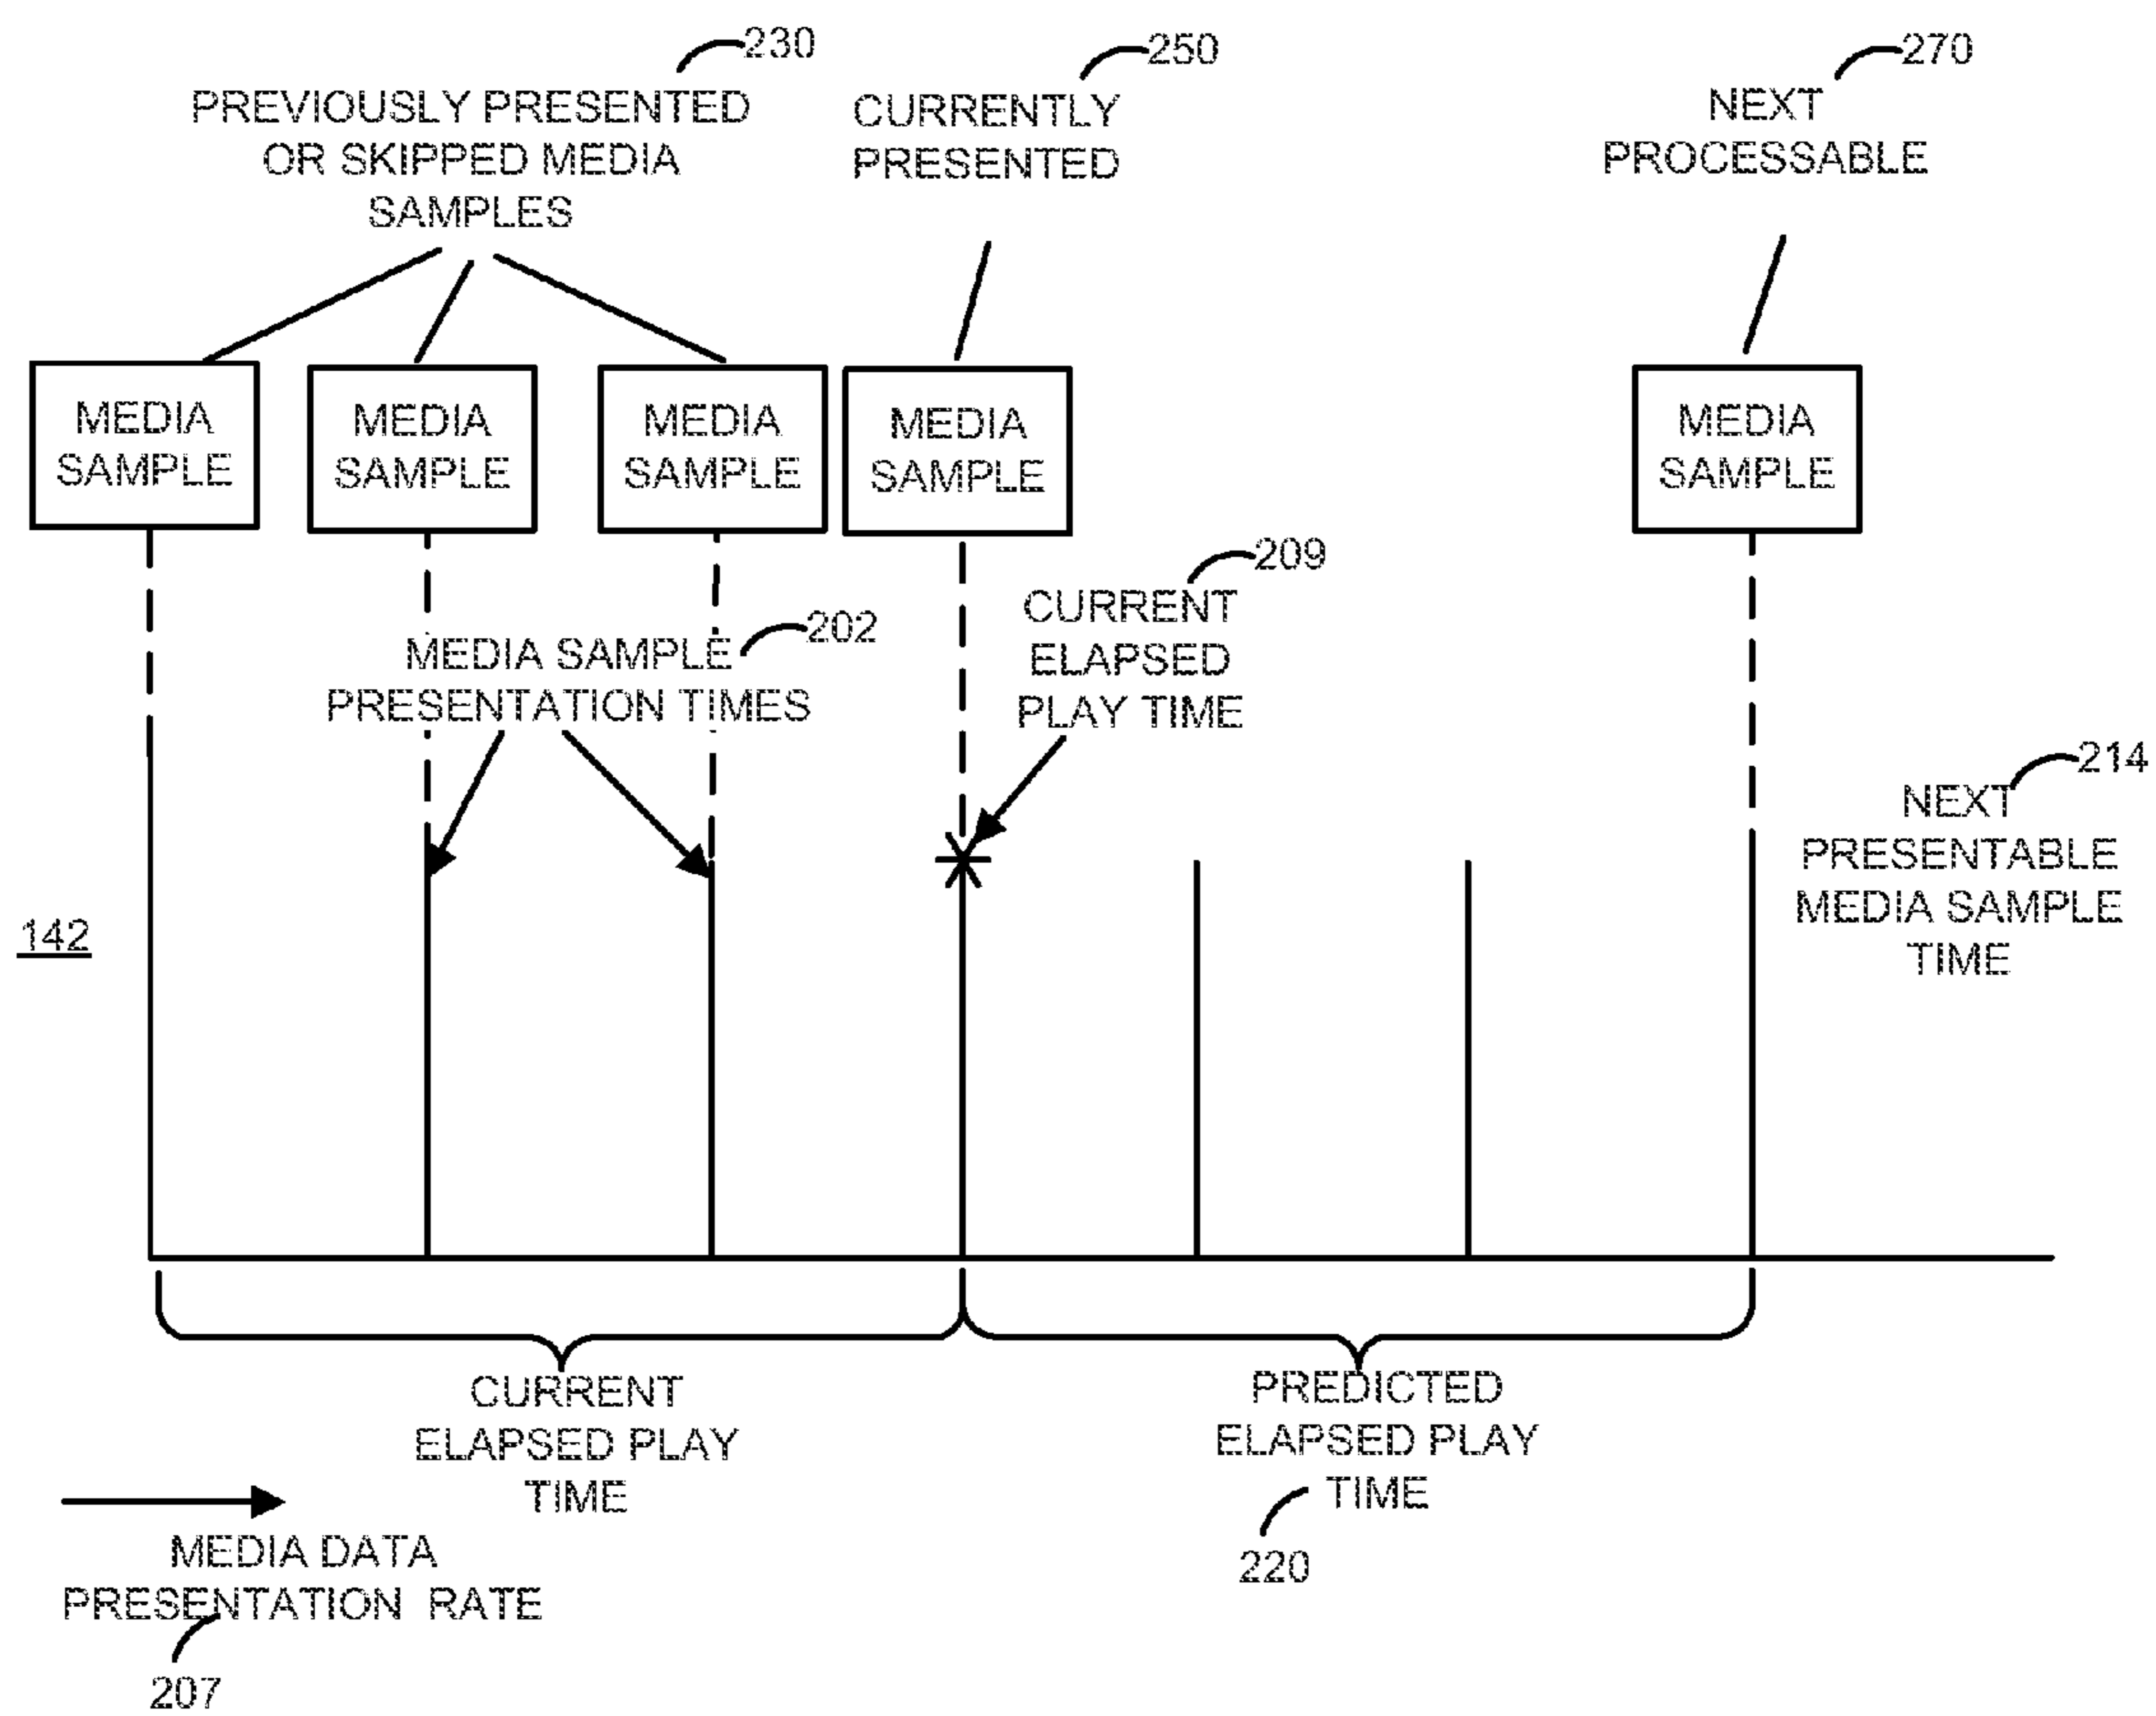 230
PREVIOUSLY PRESENTED
OR SKIPPED MEDIA
SAMPLES
250
CURRENTLY
PRESENTED
270
NEXT
PROCESSABLE
MEDIA
SAMPLE
MEDIA
SAMPLE
MEDIA
SAMPLE
MEDIA
SAMPLE
MEDIA
SAMPLE
202
MEDIA SAMPLE
PRESENTATION TIMES
209
CURRENT
ELAPSED
PLAY TIME
214
NEXT
PRESENTABLE
MEDIA SAMPLE
TIME
142
CURRENT
ELAPSED PLAY
TIME
PREDICTED
ELAPSED PLAY
TIME
220
MEDIA DATA
PRESENTATION RATE
207